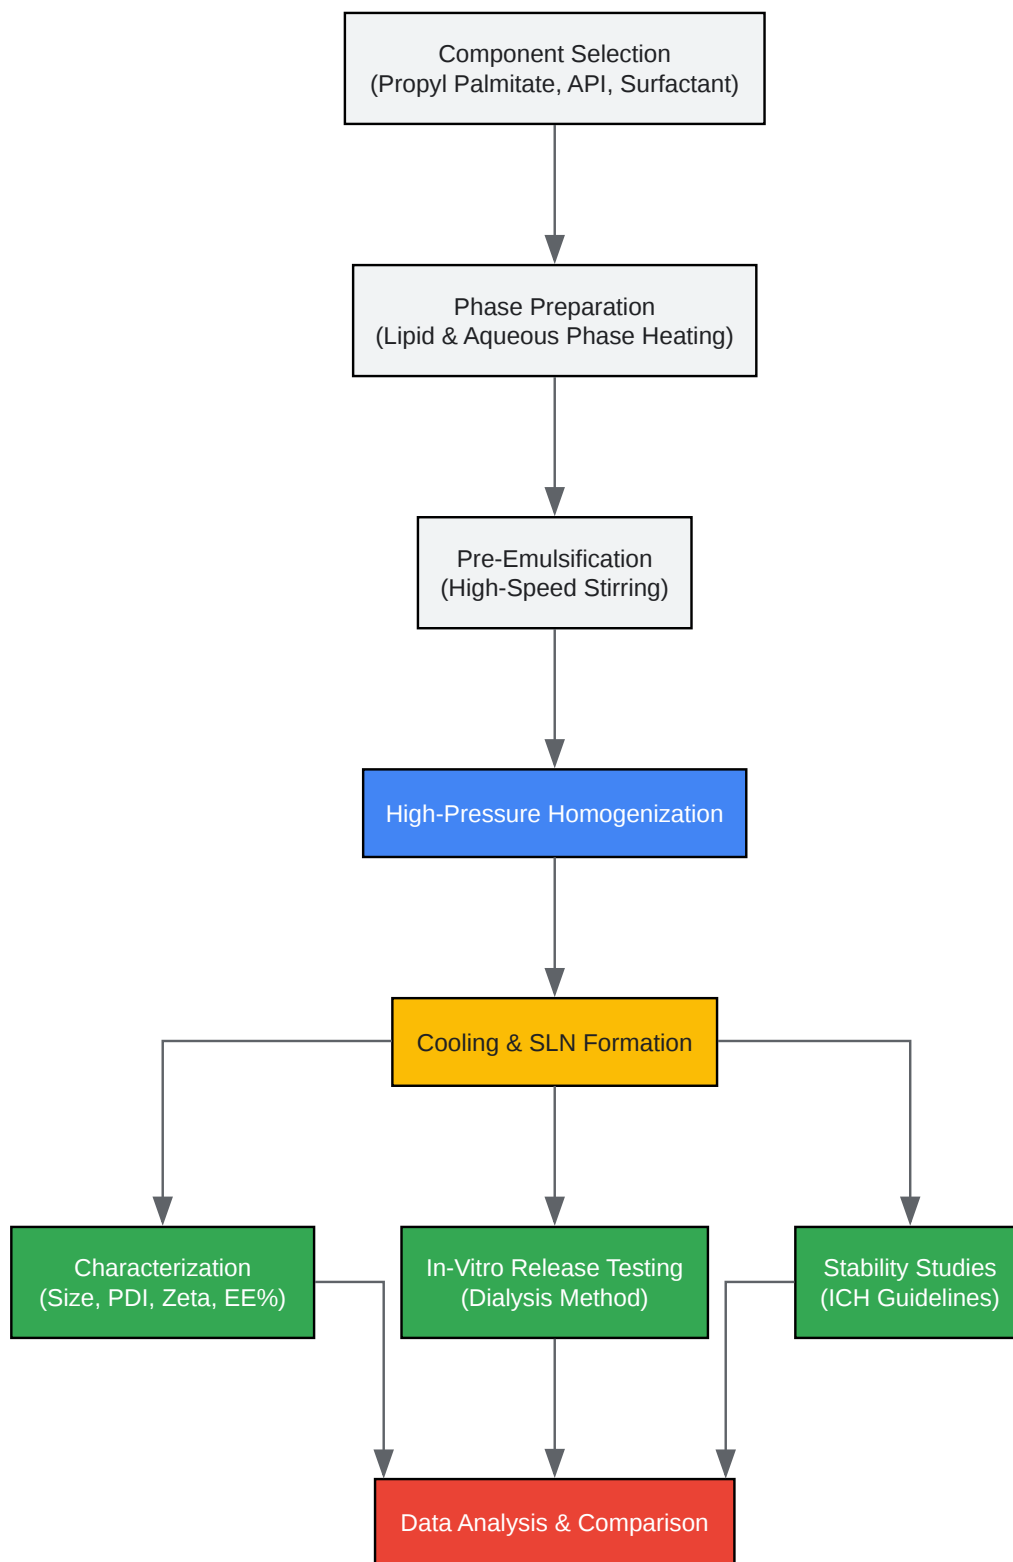 Component Selection
(Propyl Palmitate, API, Surfactant)
Phase Preparation
(Lipid & Aqueous Phase Heating)
Pre-Emulsification
(High-Speed Stirring)
High-Pressure Homogenization
Cooling & SLN Formation
Characterization
(Size, PDI, Zeta, EE%)
In-Vitro Release Testing
(Dialysis Method)
Stability Studies
(ICH Guidelines)
Data Analysis & Comparison